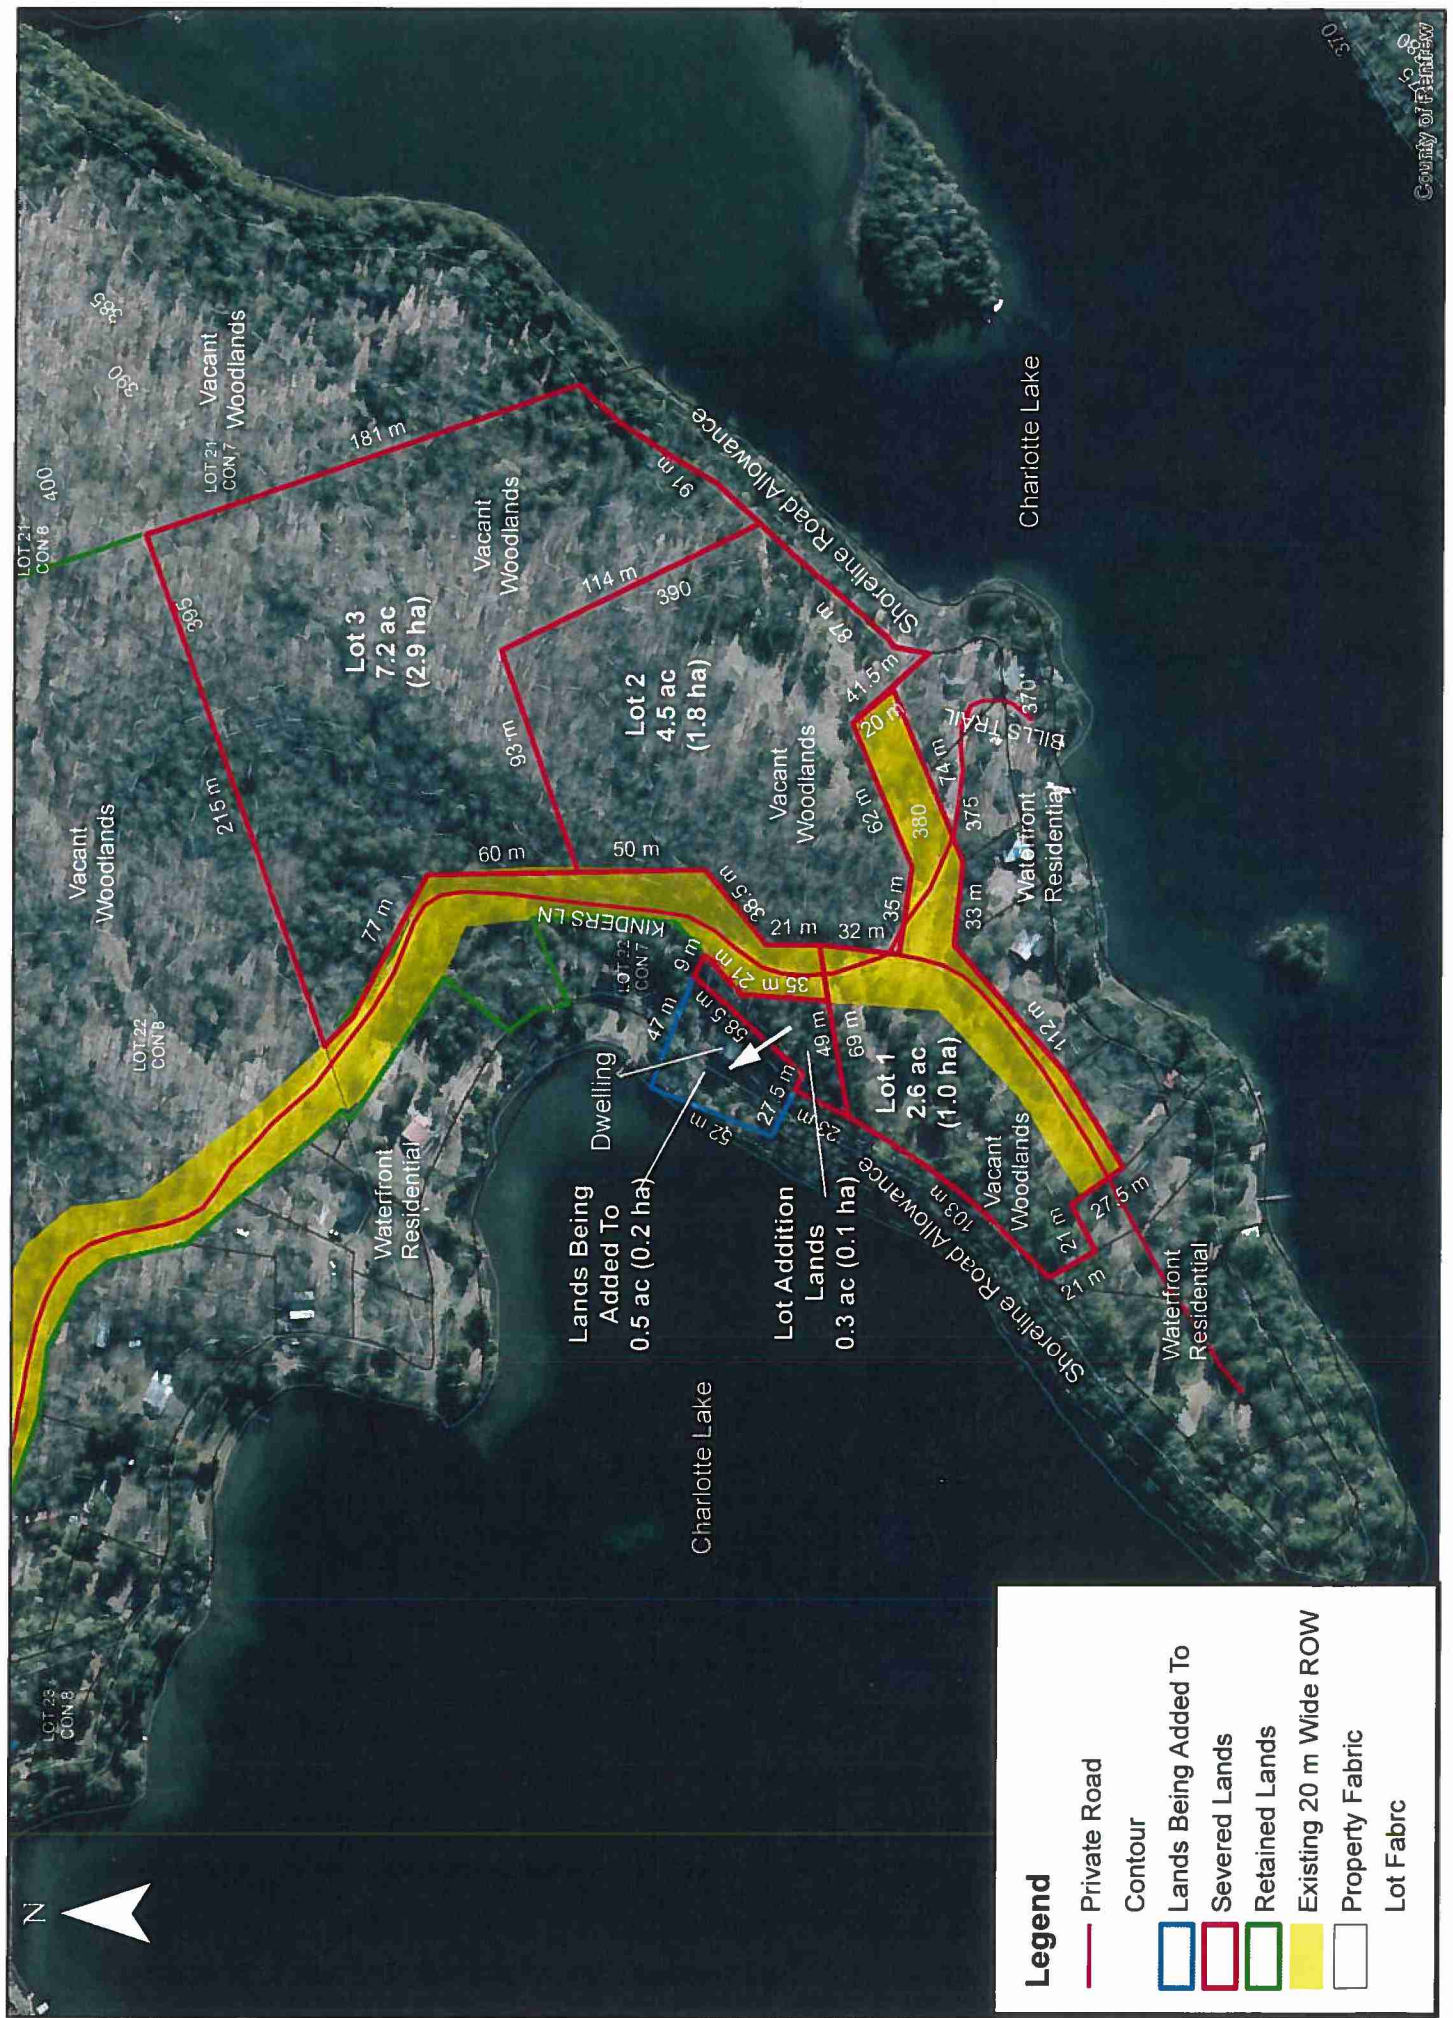 N
LOT 23
CON 8
LOT 22
CON 8
LOT 21
CON 8
400
385
390
LOT 21
CON 7
Vacant
Woodlands
Vacant
Woodlands
395
215 m
181 m
Lot 3
7.2 ac
(2.9 ha)
Vacant
Woodlands
77 m
60 m
93 m
114 m
390
91 m
Shoreline Road Allowance
87 m
50 m
Lot 2
4.5 ac
(1.8 ha)
Vacant
Woodlands
KINDERS LN
LOT 22
CON 7
38.5 m
21 m
32 m
35 m
62 m
20 m
41.5 m
380
74 m
375
33 m
BILLS TRAIL
370
Waterfront
Residential
Charlotte Lake
370
County of Renfrew
Waterfront
Residential
Dwelling
47 m
9 m
21 m
35 m
58.5 m
52 m
27.5 m
49 m
69 m
23 m
Lands Being
Added To
0.5 ac (0.2 ha)
Lot Addition
Lands
0.3 ac (0.1 ha)
Lot 1
2.6 ac
(1.0 ha)
Vacant
Woodlands
112 m
103 m
21 m
21 m
27.5 m
Shoreline Road Allowance
Waterfront
Residential
Charlotte Lake
Legend
Private Road
Contour
Lands Being Added To
Severed Lands
Retained Lands
Existing 20 m Wide ROW
Property Fabric
Lot Fabrc